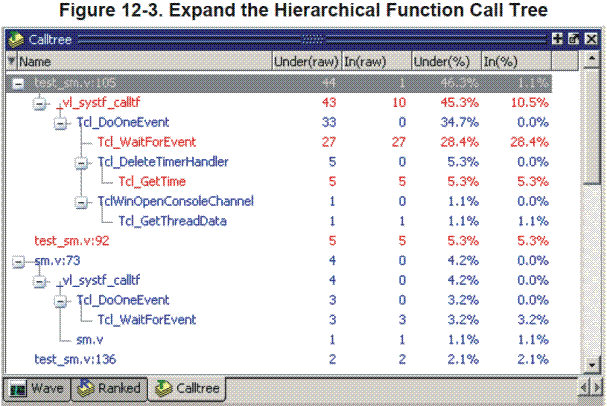 Figure 12-3. Expand the Hierarchical Function Call Tree
Calltree
Name Under(raw) In(raw) Under(%) In(%)
test_sm.v:105 44 1 46.3% 1.1%
_vl_systf_calltf 43 10 45.3% 10.5%
Tcl_DoOneEvent 33 0 34.7% 0.0%
Tcl_WaitForEvent 27 27 28.4% 28.4%
Tcl_DeleteTimerHandler 5 0 5.3% 0.0%
Tcl_GetTime 5 5 5.3% 5.3%
TclWinOpenConsoleChannel 1 0 1.1% 0.0%
Tcl_GetThreadData 1 1 1.1% 1.1%
test_sm.v:92 5 5 5.3% 5.3%
sm.v:73 4 0 4.2% 0.0%
_vl_systf_calltf 4 0 4.2% 0.0%
Tcl_DoOneEvent 3 0 3.2% 0.0%
Tcl_WaitForEvent 3 3 3.2% 3.2%
sm.v 1 1 1.1% 1.1%
test_sm.v:136 2 2 2.1% 2.1%
Wave Ranked Calltree